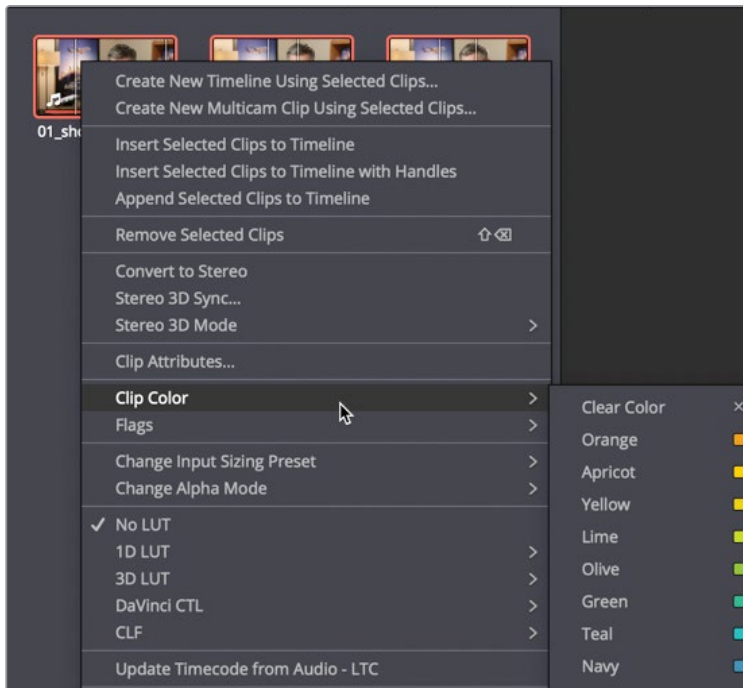 01_sho
Create New Timeline Using Selected Clips...
Create New Multicam Clip Using Selected Clips...
Insert Selected Clips to Timeline
Insert Selected Clips to Timeline with Handles
Append Selected Clips to Timeline
Remove Selected Clips ⇧⌫
Convert to Stereo
Stereo 3D Sync...
Stereo 3D Mode
Clip Attributes...
Clip Color
Flags
Change Input Sizing Preset
Change Alpha Mode
✓ No LUT
1D LUT
3D LUT
DaVinci CTL
CLF
Update Timecode from Audio - LTC
Clear Color
Orange
Apricot
Yellow
Lime
Olive
Green
Teal
Navy